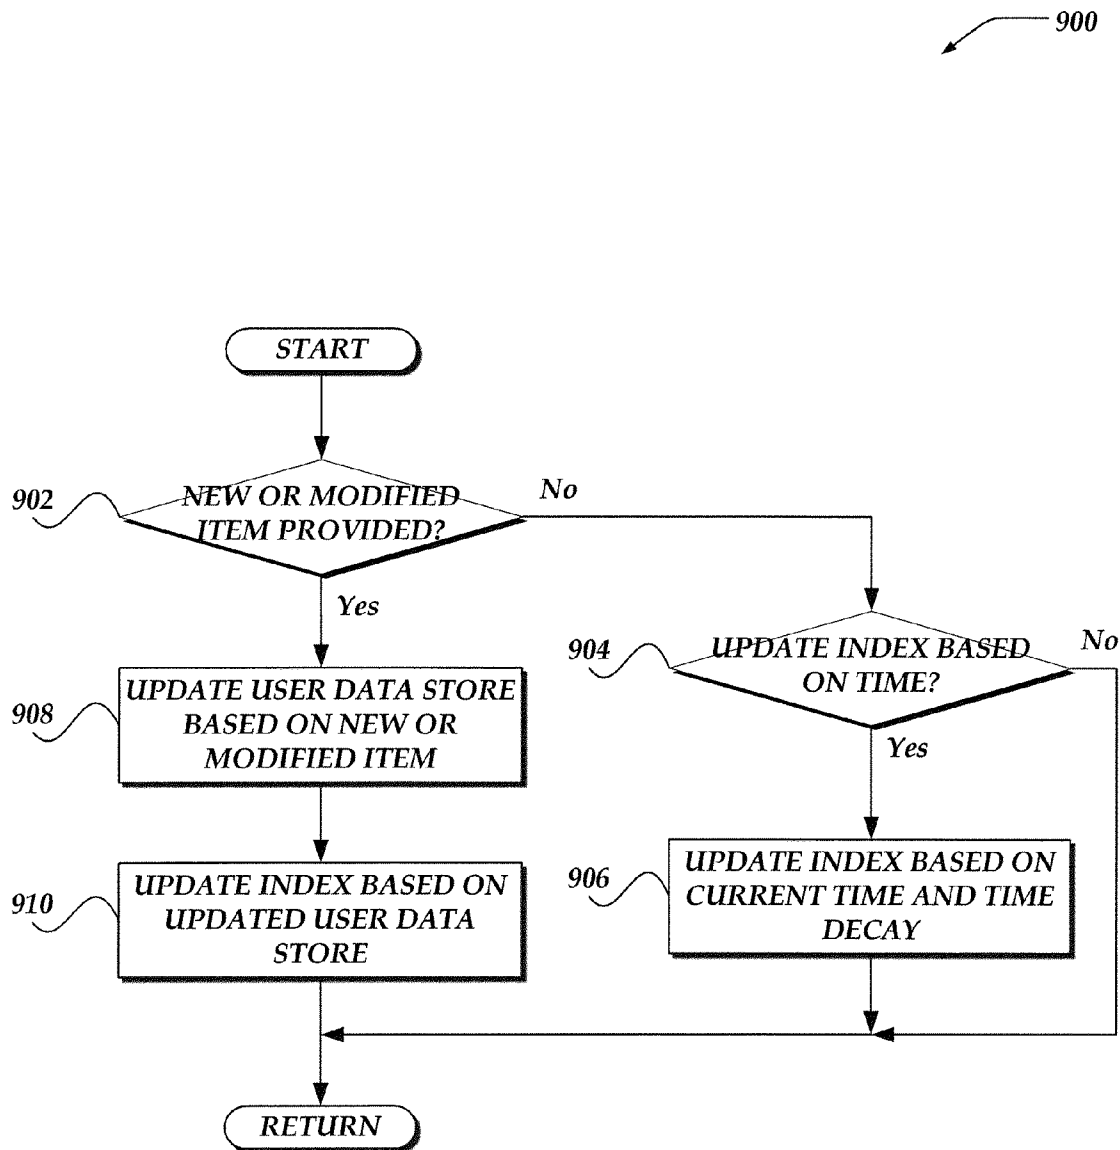 900
START
902
NEW OR MODIFIED
ITEM PROVIDED?
No
Yes
904
UPDATE INDEX BASED
ON TIME?
No
Yes
908
UPDATE USER DATA STORE
BASED ON NEW OR
MODIFIED ITEM
906
UPDATE INDEX BASED ON
CURRENT TIME AND TIME
DECAY
910
UPDATE INDEX BASED ON
UPDATED USER DATA
STORE
RETURN